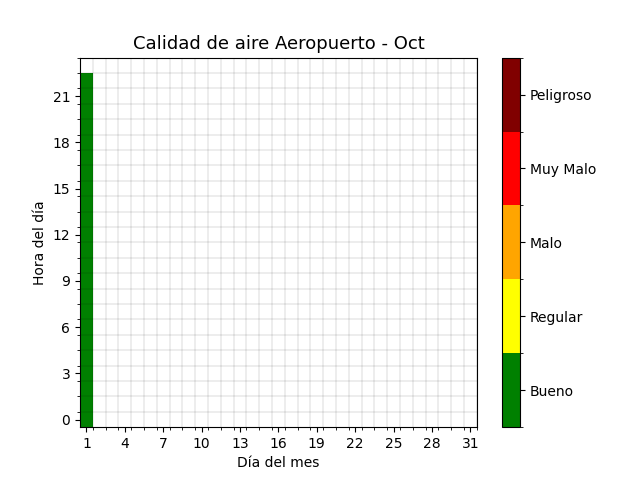 Calidad de aire Aeropuerto - Oct
Hora del día
21
18
15
12
9
6
3
0
1 4 7 10 13 16 19 22 25 28 31
Día del mes
Peligroso
Muy Malo
Malo
Regular
Bueno